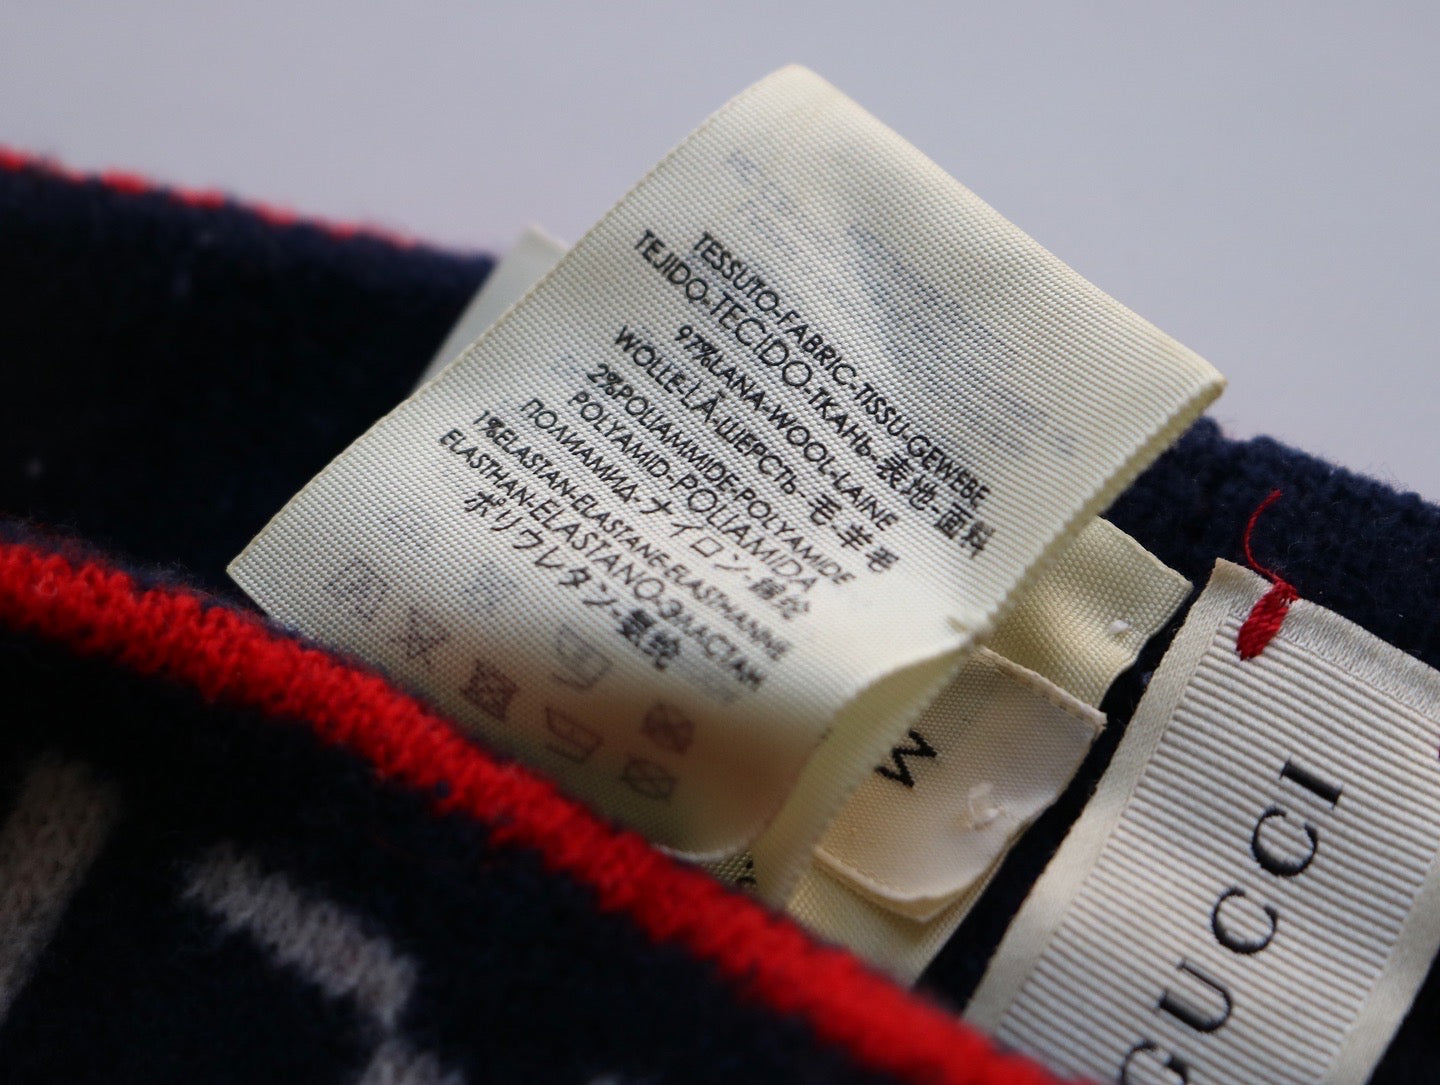 TESSUTO-FABRIC-TISSU-GEWEBE
TEJIDO-TECIDO-ТКАНЬ-表地-面料
97%LANA-WOOL-LAINE
WOLLE-LÃ-ШЕРСТЬ-毛-羊毛
2%POLIAMMIDE-POLYAMIDE
POLYAMID-POLIAMIDA
ПОЛИАМИД-ナイロン-锦纶
1%ELASTAN-ELASTANE-ELASTHANNE
ELASTHAN-ELASTANO-ЭЛАСТАН
ポリウレタン-氨纶
M
GUCCI